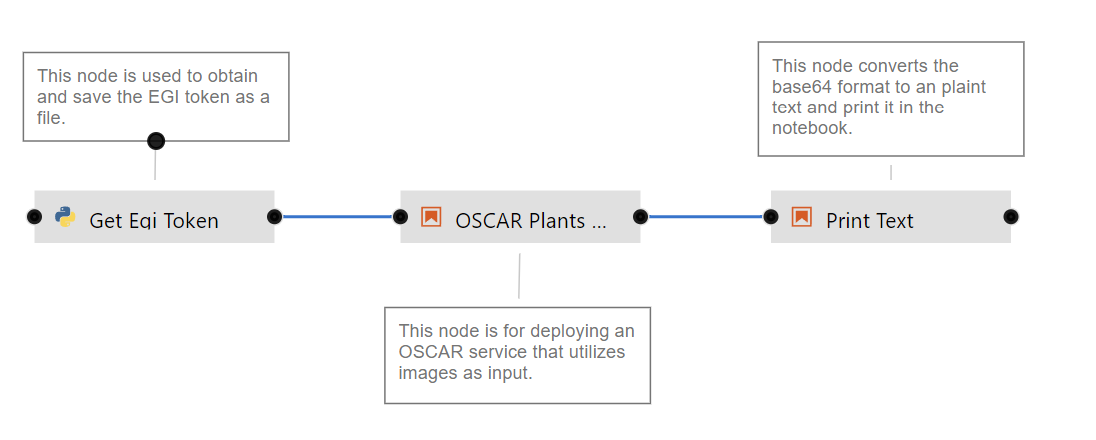 This node is used to obtain
and save the EGI token as a
file.
This node converts the
base64 format to an plaint
text and print it in the
notebook.
Get Egi Token
OSCAR Plants ...
Print Text
This node is for deploying an
OSCAR service that utilizes
images as input.